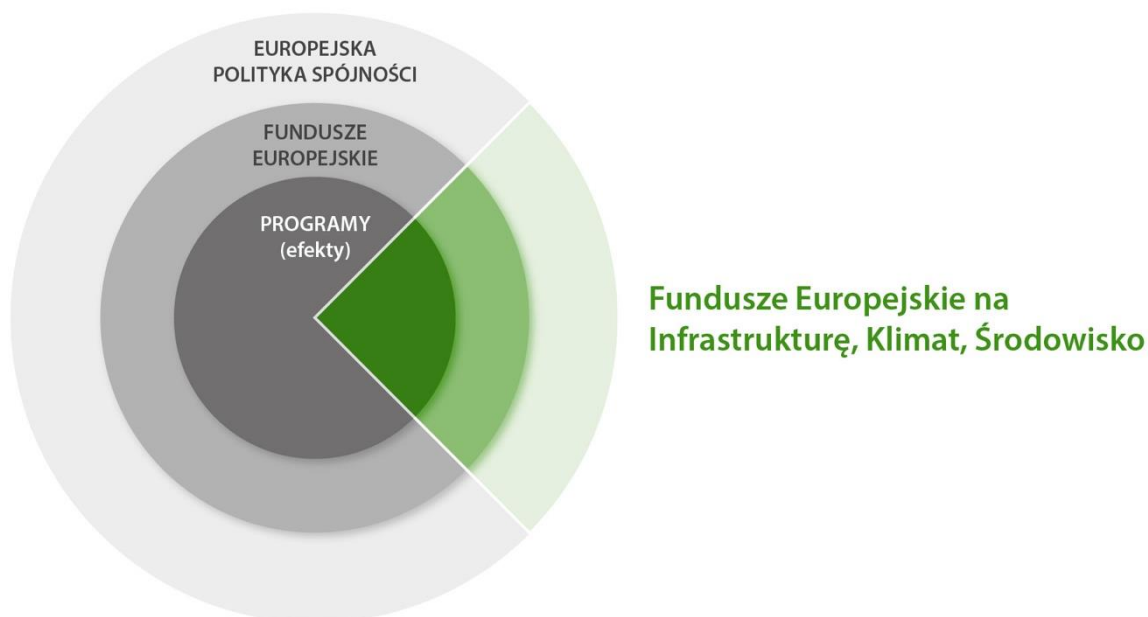 EUROPEJSKA
POLITYKA SPÓJNOŚCI
FUNDUSZE
EUROPEJSKIE
PROGRAMY
(efekty)
Fundusze Europejskie na
Infrastrukturę, Klimat, Środowisko